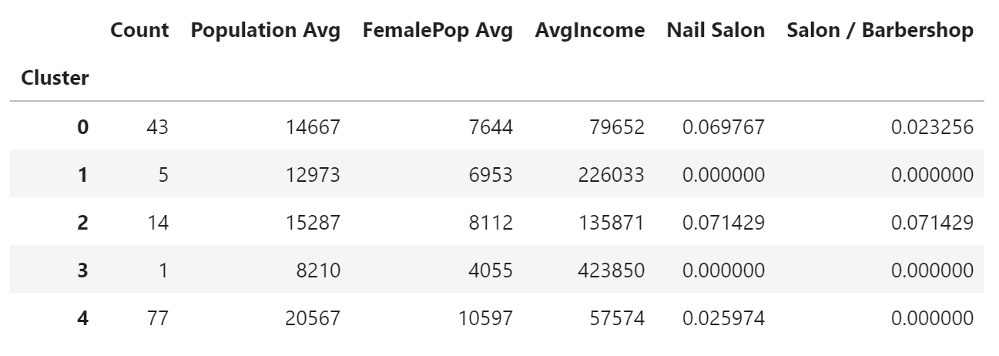 Count Population Avg FemalePop Avg AvgIncome Nail Salon Salon / Barbershop
Cluster
0 43 14667 7644 79652 0.069767 0.023256
1 5 12973 6953 226033 0.000000 0.000000
2 14 15287 8112 135871 0.071429 0.071429
3 1 8210 4055 423850 0.000000 0.000000
4 77 20567 10597 57574 0.025974 0.000000